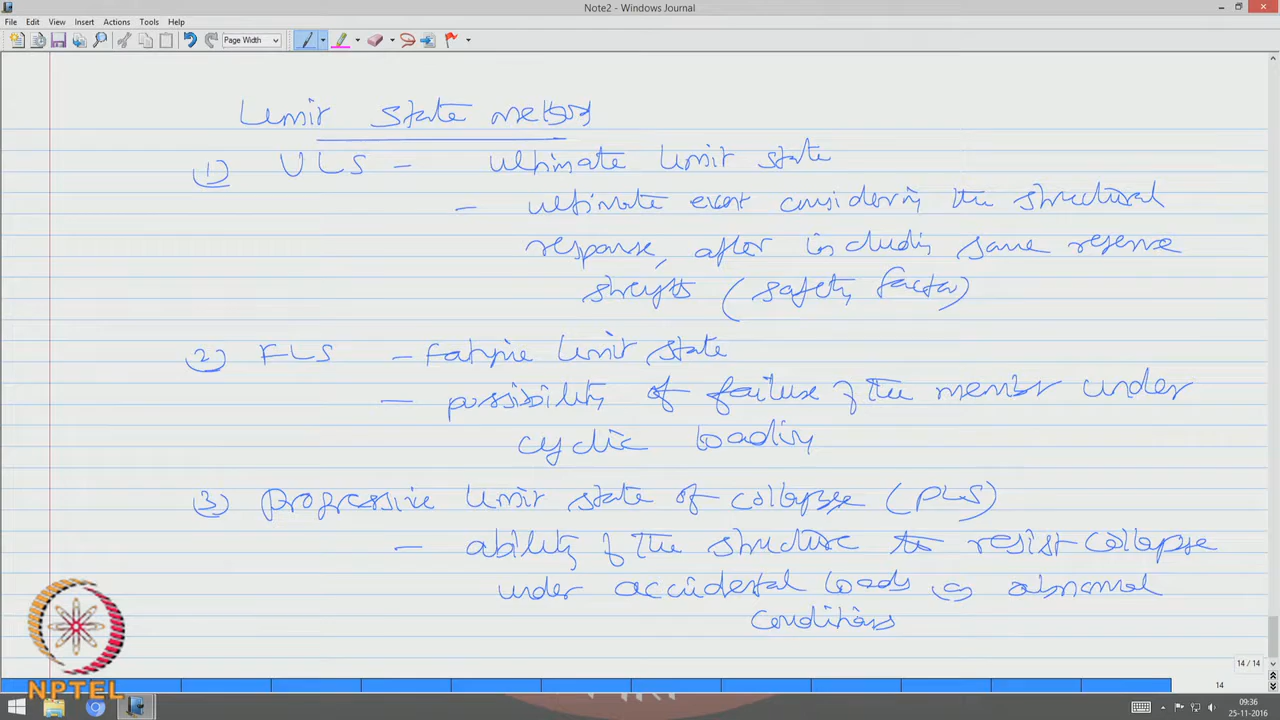 Note2 - Windows Journal
File Edit View Insert Actions Tools Help
Page Width
Limit state method
1) ULS - ultimate limit state
- ultimate event considering the structural
response, after including some reserve
strength (safety factor)
2) FLS - fatigue limit state
- possibility of failure of the member under
cyclic loading
3) Progressive limit state of collapse (PLS)
- ability of the structure to resist collapse
under accidental loads or abnormal
conditions
14 / 14
14
NPTEL
09:36
25-11-2016